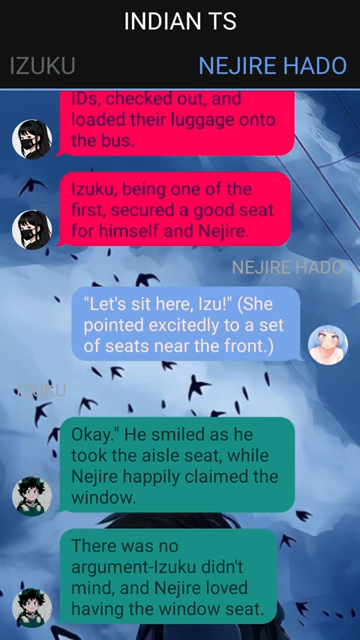 INDIAN TS
IZUKU
NEJIRE HADO
IDs, checked out, and
loaded their luggage onto
the bus.
Izuku, being one of the
first, secured a good seat
for himself and Nejire.
NEJIRE HADO
"Let's sit here, Izu!" (She
pointed excitedly to a set
of seats near the front.)
IZUKU
Okay." He smiled as he
took the aisle seat, while
Nejire happily claimed the
window.
There was no
argument-Izuku didn't
mind, and Nejire loved
having the window seat.